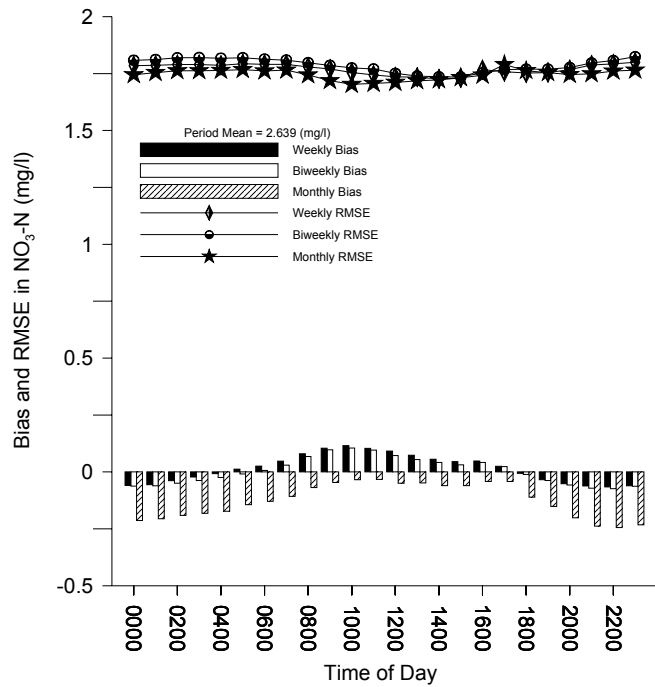 2
1.5
1
0.5
0
-0.5
Bias and RMSE in NO3-N (mg/l)
Period Mean = 2.639 (mg/l)
Weekly Bias
Biweekly Bias
Monthly Bias
Weekly RMSE
Biweekly RMSE
Monthly RMSE
0000 0200 0400 0600 0800 1000 1200 1400 1600 1800 2000 2200
Time of Day